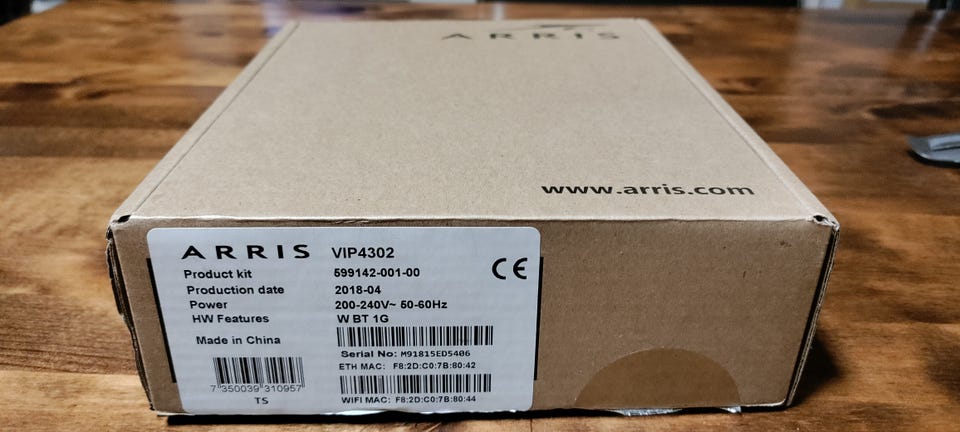 ARRIS
www.arris.com
ARRIS VIP4302
Product kit 599142-001-00
Production date 2018-04
Power 200-240V~ 50-60Hz
HW Features W BT 1G
Made in China
Serial No: M91815ED5406
ETH MAC: F8:2D:C0:7B:80:42
7 350039 310957
WIFI MAC: F8:2D:C0:7B:80:44
TS
CE